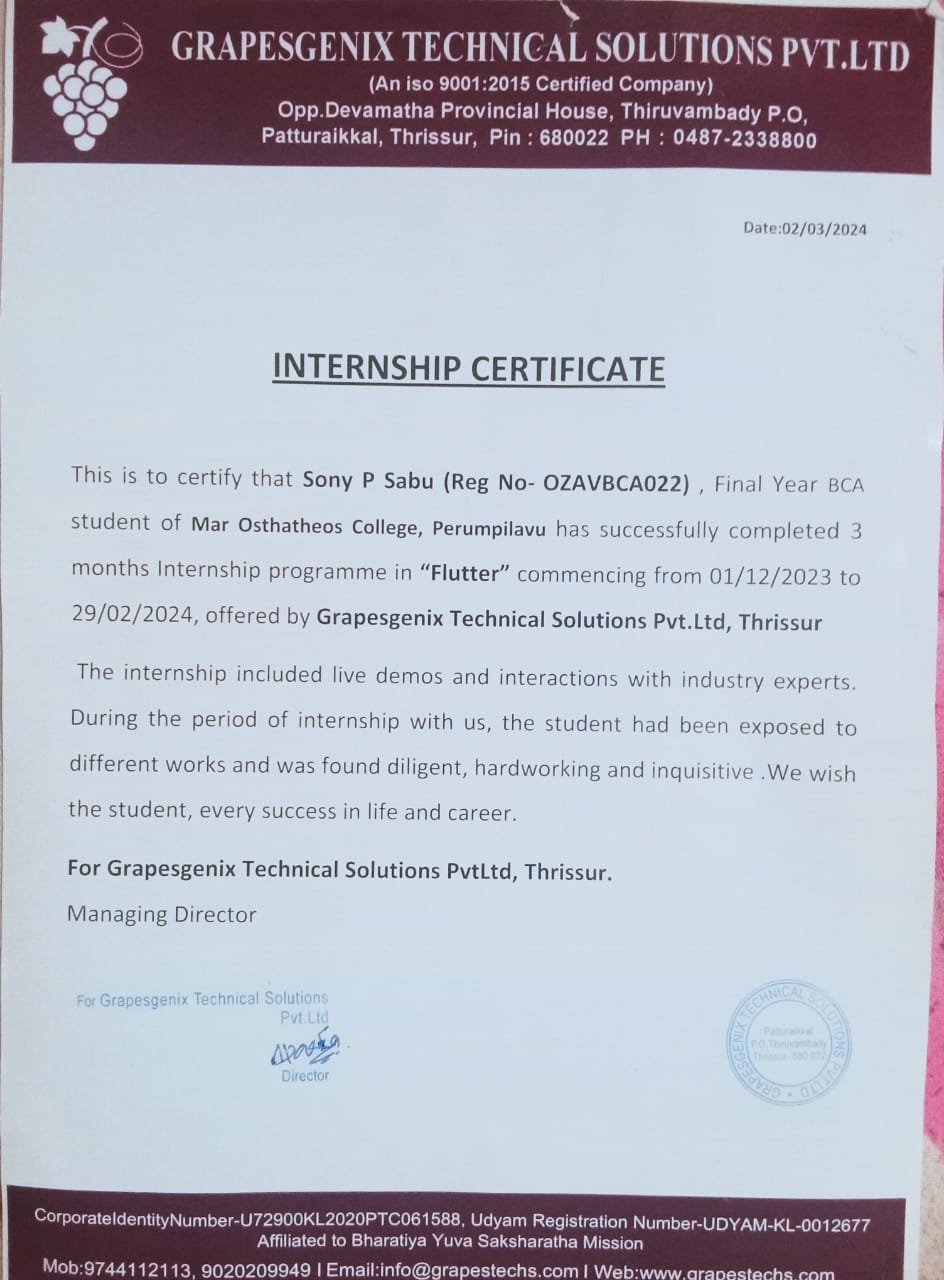 GRAPESGENIX TECHNICAL SOLUTIONS PVT.LTD
(An iso 9001:2015 Certified Company)
Opp.Devamatha Provincial House, Thiruvambady P.O,
Patturaikkal, Thrissur, Pin : 680022 PH : 0487-2338800
Date:02/03/2024
INTERNSHIP CERTIFICATE
This is to certify that Sony P Sabu (Reg No- OZAVBCA022) , Final Year BCA
student of Mar Osthatheos College, Perumpilavu has successfully completed 3
months Internship programme in “Flutter” commencing from 01/12/2023 to
29/02/2024, offered by Grapesgenix Technical Solutions Pvt.Ltd, Thrissur
The internship included live demos and interactions with industry experts.
During the period of internship with us, the student had been exposed to
different works and was found diligent, hardworking and inquisitive .We wish
the student, every success in life and career.
For Grapesgenix Technical Solutions PvtLtd, Thrissur.
Managing Director
For Grapesgenix Technical Solutions
Pvt.Ltd
Director
GRAPESGENIX TECHNICAL SOLUTIONS PVT.LTD
Patturaikkal
P.O.Thiruvambady
Thrissur- 680 022
CorporateIdentityNumber-U72900KL2020PTC061588, Udyam Registration Number-UDYAM-KL-0012677
Affiliated to Bharatiya Yuva Saksharatha Mission
Mob:9744112113, 9020209949 I Email:info@grapestechs.com I Web:www.grapestechs.com